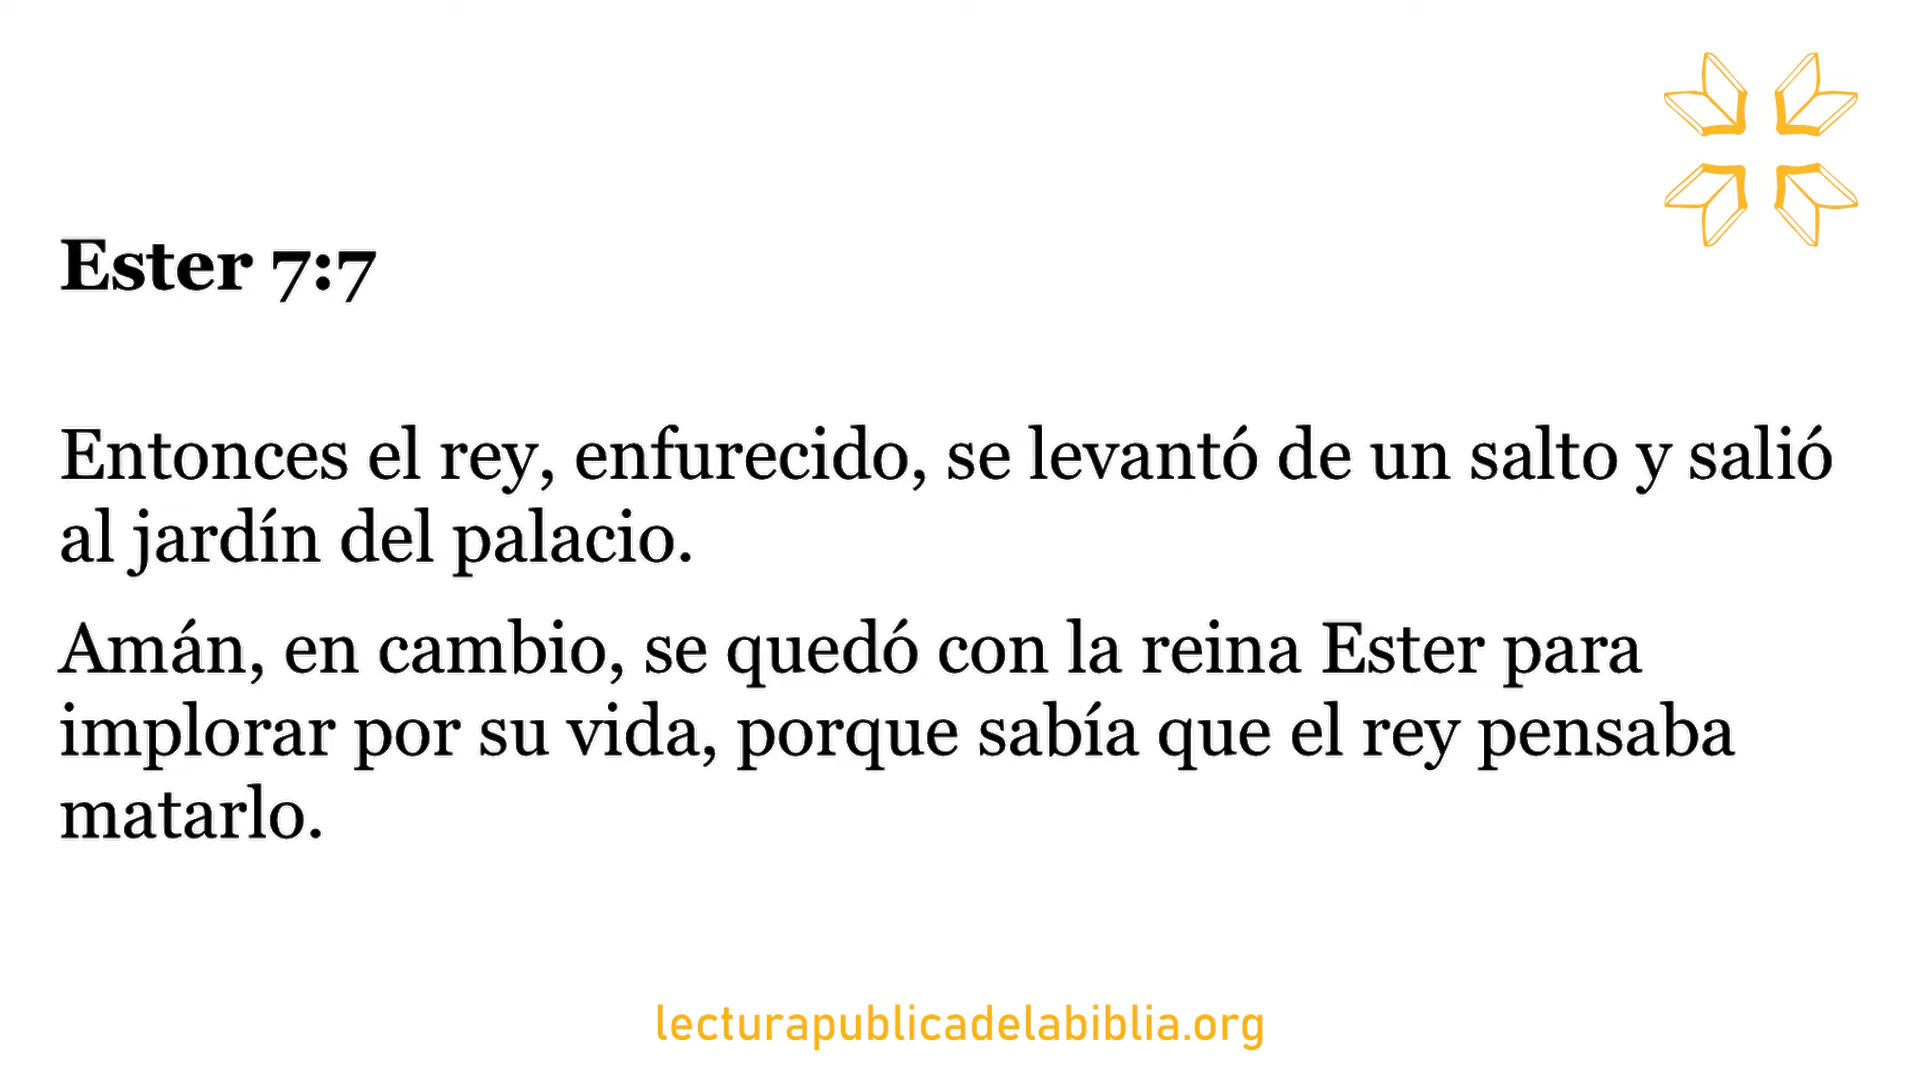 Ester 7:7
Entonces el rey, enfurecido, se levantó de un salto y salió
al jardín del palacio.
Amán, en cambio, se quedó con la reina Ester para
implorar por su vida, porque sabía que el rey pensaba
matarlo.
lecturapublicadelabiblia.org